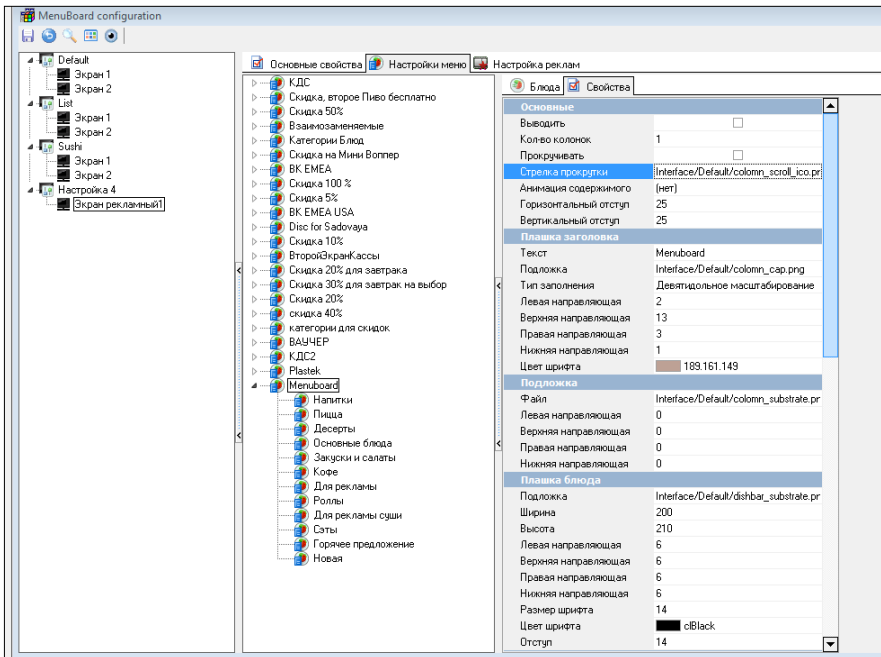 MenuBoard configuration
Default
Экран 1
Экран 2
List
Экран 1
Экран 2
Sushi
Экран 1
Экран 2
Настройка 4
Экран рекламный1
Основные свойства
Настройки меню
Настройка реклам
КДС
Скидка, второе Пиво бесплатно
Скидка 50%
Взаимозаменяемые
Категории Блюд
Скидка на Мини Воппер
BK EMEA
Скидка 100 %
Скидка 5%
BK EMEA USA
Disc for Sadovaya
Скидка 10%
ВторойЭкранКассы
Скидка 20% для завтрака
Скидка 30% для завтрак на выбор
Скидка 20%
скидка 40%
категории для скидок
ВАУЧЕР
КДС2
Plastek
Menuboard
Напитки
Пицца
Десерты
Основные блюда
Закуски и салаты
Кофе
Для рекламы
Роллы
Для рекламы суши
Сэты
Горячее предложение
Новая
Блюда
Свойства
Основные
Выводить
Кол-во колонок 1
Прокручивать
Стрелка прокрутки Interface/Default/colomn_scroll_ico.pr
Анимация содержимого (нет)
Горизонтальный отступ 25
Вертикальный отступ 25
Плашка заголовка
Текст Menuboard
Подложка Interface/Default/colomn_cap.png
Тип заполнения Девятидольное масштабирование
Левая направляющая 2
Верхняя направляющая 13
Правая направляющая 3
Нижняя направляющая 1
Цвет шрифта 189.161.149
Подложка
Файл Interface/Default/colomn_substrate.pr
Левая направляющая 0
Верхняя направляющая 0
Правая направляющая 0
Нижняя направляющая 0
Плашка блюда
Подложка Interface/Default/dishbar_substrate.pr
Ширина 200
Высота 210
Левая направляющая 6
Верхняя направляющая 6
Правая направляющая 6
Нижняя направляющая 6
Размер шрифта 14
Цвет шрифта clBlack
Отступ 14